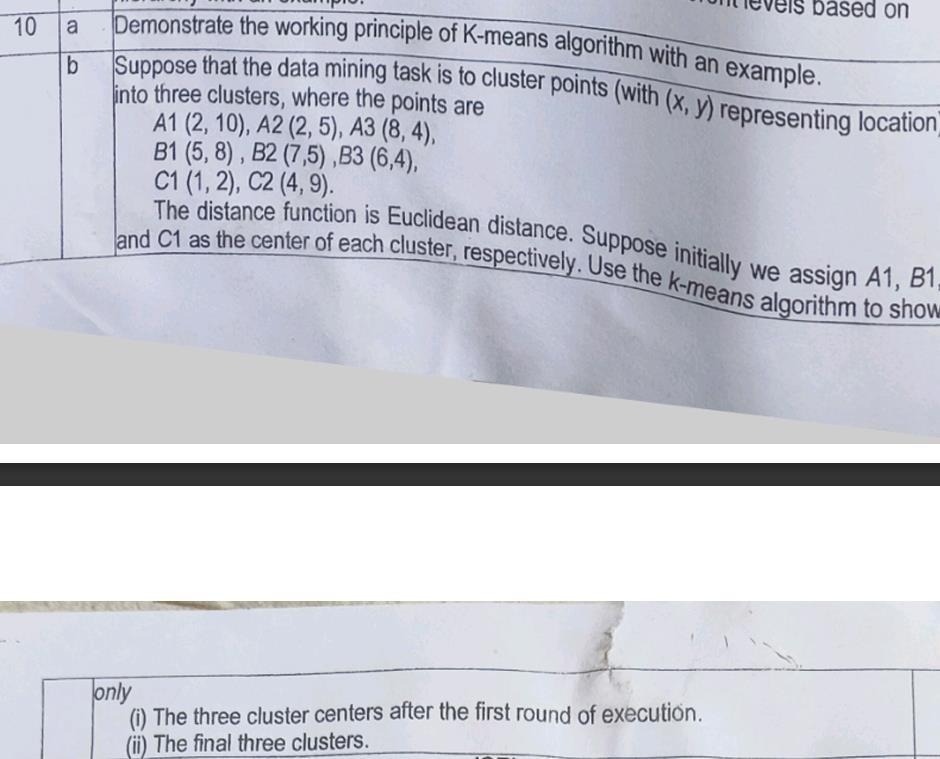 levels based on
10 a Demonstrate the working principle of K-means algorithm with an example.
b Suppose that the data mining task is to cluster points (with (x, y) representing location)
into three clusters, where the points are
A1 (2, 10), A2 (2, 5), A3 (8, 4),
B1 (5, 8) , B2 (7,5) ,B3 (6,4),
C1 (1, 2), C2 (4, 9).
The distance function is Euclidean distance. Suppose initially we assign A1, B1,
and C1 as the center of each cluster, respectively. Use the k-means algorithm to show
only
(i) The three cluster centers after the first round of execution.
(ii) The final three clusters.